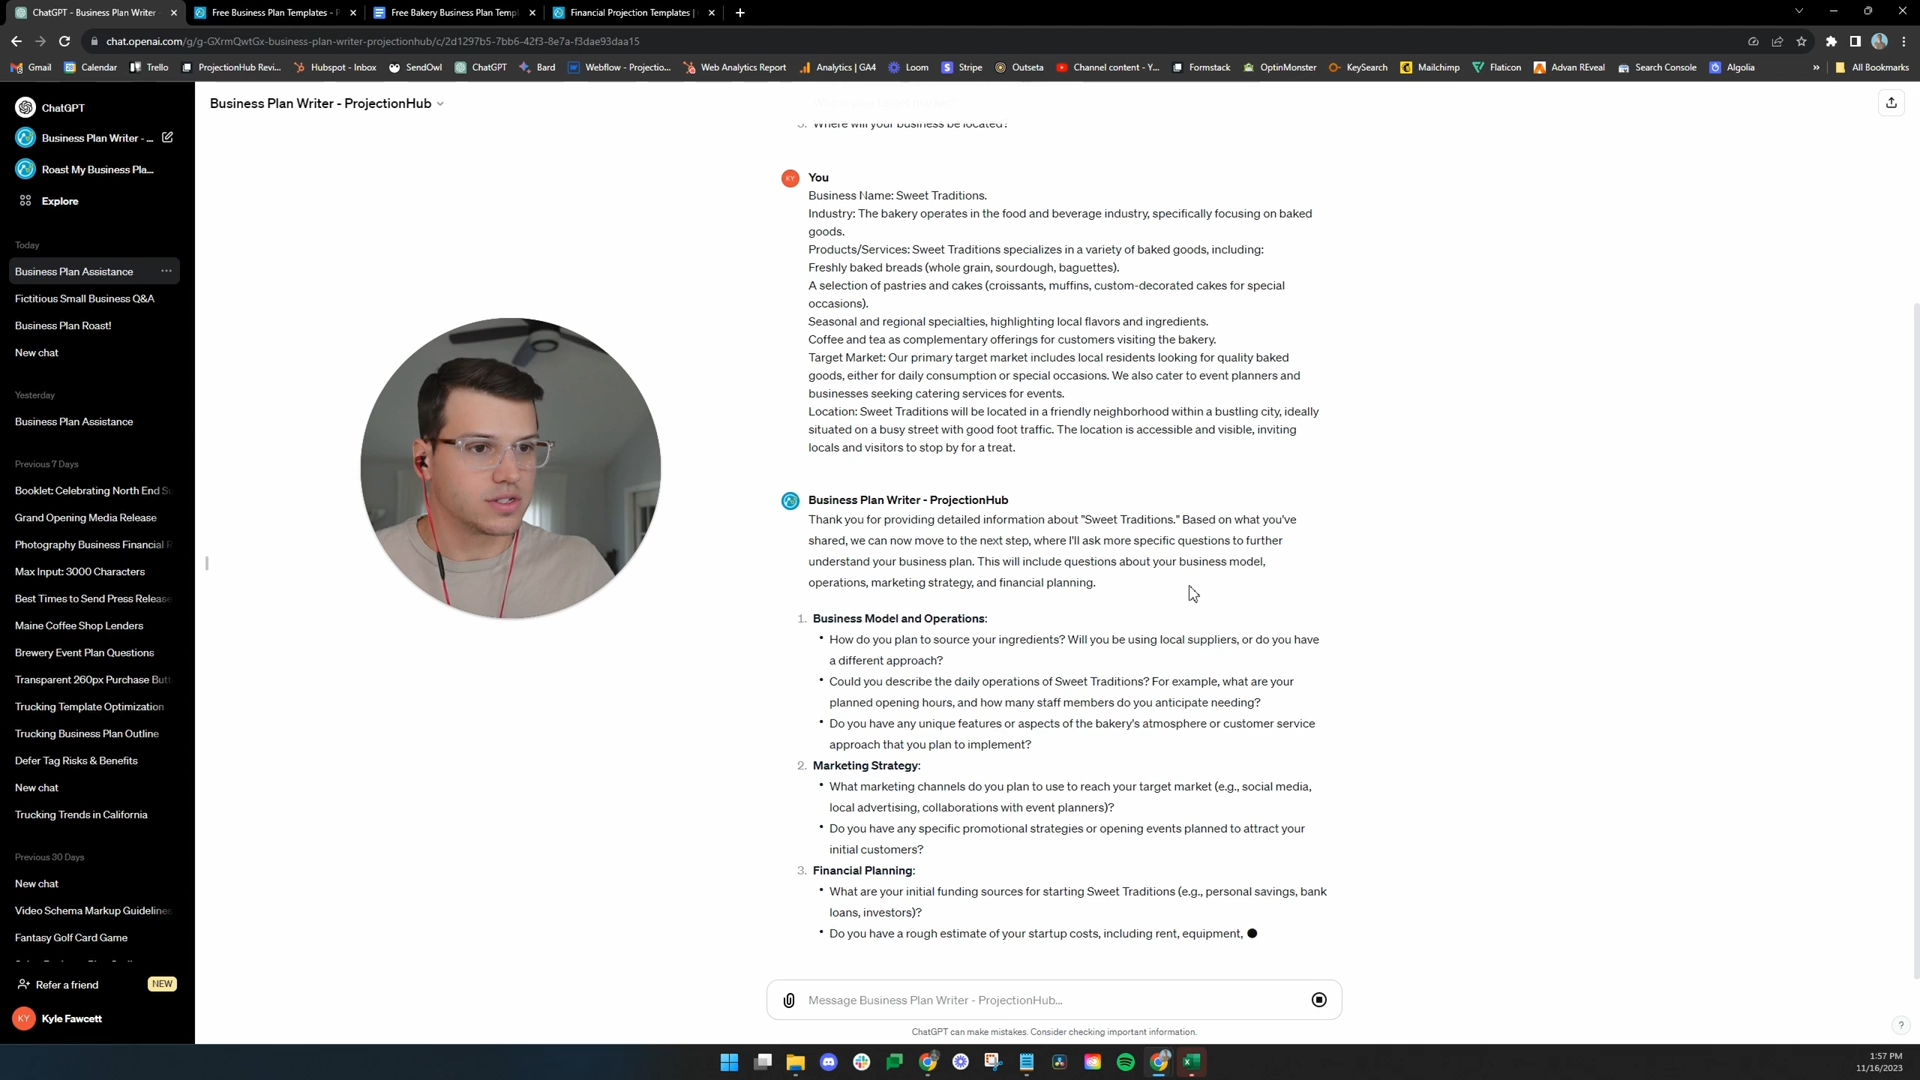 ChatGPT - Business Plan Writer -
Free Business Plan Templates - P
Free Bakery Business Plan Templ
Financial Projection Templates |
chat.openai.com/g/g-GXrmQwtGx-business-plan-writer-projectionhub/c/2d1297b5-7bb6-42f3-8e7a-f3dae93daa15
Gmail
Calendar
Trello
ProjectionHub Revi...
Hubspot - Inbox
SendOwl
ChatGPT
Bard
Webflow - Projectio...
Web Analytics Report
Analytics | GA4
Loom
Stripe
Outseta
Channel content - Y...
Formstack
OptinMonster
KeySearch
Mailchimp
Flaticon
Advan REveal
Search Console
Algolia
»
All Bookmarks
ChatGPT
Business Plan Writer - ...
Roast My Business Pla...
Explore
Today
Business Plan Assistance ...
Fictitious Small Business Q&A
Business Plan Roast!
New chat
Yesterday
Business Plan Assistance
Previous 7 Days
Booklet: Celebrating North End S
Grand Opening Media Release
Photography Business Financial R
Max Input: 3000 Characters
Best Times to Send Press Release
Maine Coffee Shop Lenders
Brewery Event Plan Questions
Transparent 260px Purchase Butt
Trucking Template Optimization
Trucking Business Plan Outline
Defer Tag Risks & Benefits
New chat
Trucking Trends in California
Previous 30 Days
New chat
Video Schema Markup Guidelines
Fantasy Golf Card Game
Refer a friend NEW
KY Kyle Fawcett
Business Plan Writer - ProjectionHub
5. Where will your business be located?
KY You
Business Name: Sweet Traditions.
Industry: The bakery operates in the food and beverage industry, specifically focusing on baked
goods.
Products/Services: Sweet Traditions specializes in a variety of baked goods, including:
Freshly baked breads (whole grain, sourdough, baguettes).
A selection of pastries and cakes (croissants, muffins, custom-decorated cakes for special
occasions).
Seasonal and regional specialties, highlighting local flavors and ingredients.
Coffee and tea as complementary offerings for customers visiting the bakery.
Target Market: Our primary target market includes local residents looking for quality baked
goods, either for daily consumption or special occasions. We also cater to event planners and
businesses seeking catering services for events.
Location: Sweet Traditions will be located in a friendly neighborhood within a bustling city, ideally
situated on a busy street with good foot traffic. The location is accessible and visible, inviting
locals and visitors to stop by for a treat.
Business Plan Writer - ProjectionHub
Thank you for providing detailed information about "Sweet Traditions." Based on what you've
shared, we can now move to the next step, where I'll ask more specific questions to further
understand your business plan. This will include questions about your business model,
operations, marketing strategy, and financial planning.
1. Business Model and Operations:
• How do you plan to source your ingredients? Will you be using local suppliers, or do you have
a different approach?
• Could you describe the daily operations of Sweet Traditions? For example, what are your
planned opening hours, and how many staff members do you anticipate needing?
• Do you have any unique features or aspects of the bakery's atmosphere or customer service
approach that you plan to implement?
2. Marketing Strategy:
• What marketing channels do you plan to use to reach your target market (e.g., social media,
local advertising, collaborations with event planners)?
• Do you have any specific promotional strategies or opening events planned to attract your
initial customers?
3. Financial Planning:
• What are your initial funding sources for starting Sweet Traditions (e.g., personal savings, bank
loans, investors)?
• Do you have a rough estimate of your startup costs, including rent, equipment,
Message Business Plan Writer - ProjectionHub...
ChatGPT can make mistakes. Consider checking important information.
?
1:57 PM
11/16/2023